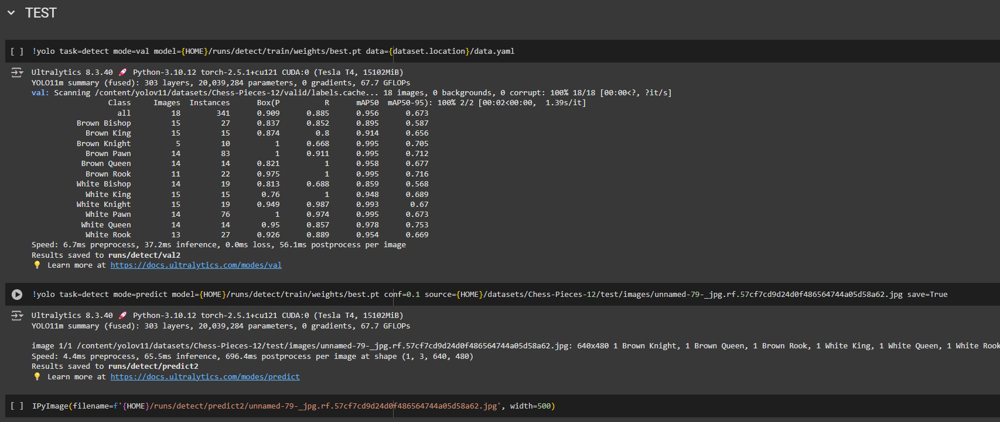 TEST
[ ] !yolo task=detect mode=val model={HOME}/runs/detect/train/weights/best.pt data={dataset.location}/data.yaml
Ultralytics 8.3.40 🚀 Python-3.10.12 torch-2.5.1+cu121 CUDA:0 (Tesla T4, 15102MiB)
YOLO11m summary (fused): 303 layers, 20,039,284 parameters, 0 gradients, 67.7 GFLOPs
val: Scanning /content/yolov11/datasets/Chess-Pieces-12/valid/labels.cache... 18 images, 0 backgrounds, 0 corrupt: 100% 18/18 [00:00<?, ?it/s]
Class Images Instances Box(P R mAP50 mAP50-95): 100% 2/2 [00:02<00:00, 1.39s/it]
all 18 341 0.909 0.885 0.956 0.673
Brown Bishop 15 27 0.837 0.852 0.895 0.587
Brown King 15 15 0.874 0.8 0.914 0.656
Brown Knight 5 10 1 0.668 0.995 0.705
Brown Pawn 14 83 1 0.911 0.995 0.712
Brown Queen 14 14 0.821 1 0.958 0.677
Brown Rook 11 22 0.975 1 0.995 0.716
White Bishop 14 19 0.813 0.688 0.859 0.568
White King 15 15 0.76 1 0.948 0.689
White Knight 15 19 0.949 0.987 0.993 0.67
White Pawn 14 76 1 0.974 0.995 0.673
White Queen 14 14 0.95 0.857 0.978 0.753
White Rook 13 27 0.926 0.889 0.954 0.669
Speed: 6.7ms preprocess, 37.2ms inference, 0.0ms loss, 56.1ms postprocess per image
Results saved to runs/detect/val2
💡 Learn more at https://docs.ultralytics.com/modes/val
!yolo task=detect mode=predict model={HOME}/runs/detect/train/weights/best.pt conf=0.1 source={HOME}/datasets/Chess-Pieces-12/test/images/unnamed-79-_jpg.rf.57cf7cd9d24d0f486564744a05d58a62.jpg save=True
Ultralytics 8.3.40 🚀 Python-3.10.12 torch-2.5.1+cu121 CUDA:0 (Tesla T4, 15102MiB)
YOLO11m summary (fused): 303 layers, 20,039,284 parameters, 0 gradients, 67.7 GFLOPs
image 1/1 /content/yolov11/datasets/Chess-Pieces-12/test/images/unnamed-79-_jpg.rf.57cf7cd9d24d0f486564744a05d58a62.jpg: 640x480 1 Brown Knight, 1 Brown Queen, 1 Brown Rook, 1 White King, 1 White Queen, 1 White Rook
Speed: 4.4ms preprocess, 65.5ms inference, 696.4ms postprocess per image at shape (1, 3, 640, 480)
Results saved to runs/detect/predict2
💡 Learn more at https://docs.ultralytics.com/modes/predict
[ ] IPyImage(filename=f'{HOME}/runs/detect/predict2/unnamed-79-_jpg.rf.57cf7cd9d24d0f486564744a05d58a62.jpg', width=500)